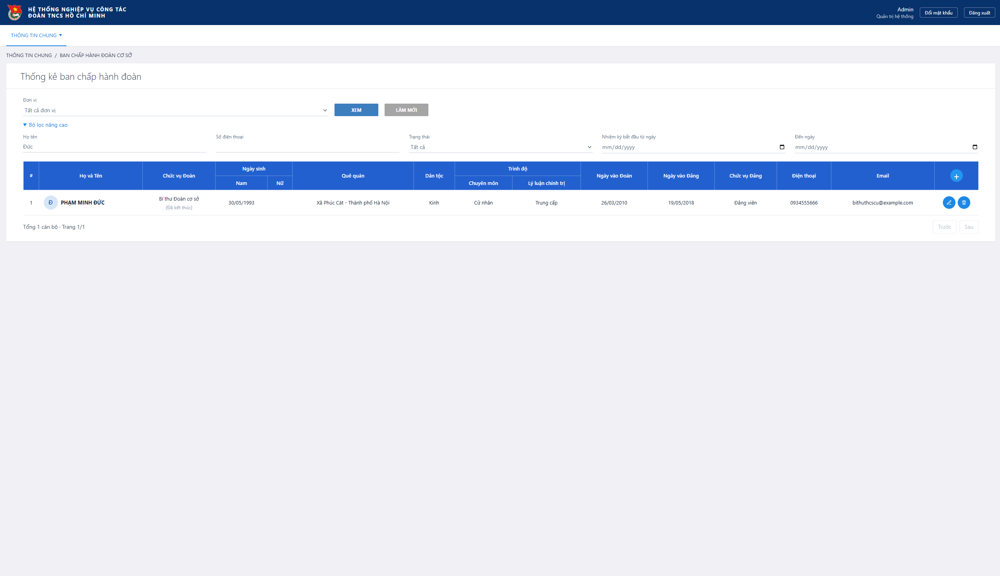 HỆ THỐNG NGHIỆP VỤ CÔNG TÁC
ĐOÀN TNCS HỒ CHÍ MINH
Admin
Quản trị hệ thống
Đổi mật khẩu
Đăng xuất
THÔNG TIN CHUNG
THÔNG TIN CHUNG / BAN CHẤP HÀNH ĐOÀN CƠ SỞ
Thống kê ban chấp hành đoàn
Đơn vị
Tất cả đơn vị
XEM
LÀM MỚI
Bộ lọc nâng cao
Họ tên
Số điện thoại
Trạng thái
Nhiệm kỳ bắt đầu từ ngày
Đến ngày
Đức
Tất cả
mm/dd/yyyy
mm/dd/yyyy
#
Họ và Tên
Chức vụ Đoàn
Ngày sinh
Nam
Nữ
Quê quán
Dân tộc
Trình độ
Chuyên môn
Lý luận chính trị
Ngày vào Đoàn
Ngày vào Đảng
Chức vụ Đảng
Điện thoại
Email
+
1
Đ
PHẠM MINH ĐỨC
Bí thư Đoàn cơ sở
(Đã kết thúc)
30/05/1993
Xã Phúc Cát - Thành phố Hà Nội
Kinh
Cử nhân
Trung cấp
26/03/2010
19/05/2018
Đảng viên
0934555666
bithuthcscu@example.com
Tổng 1 cán bộ · Trang 1/1
Trước
Sau